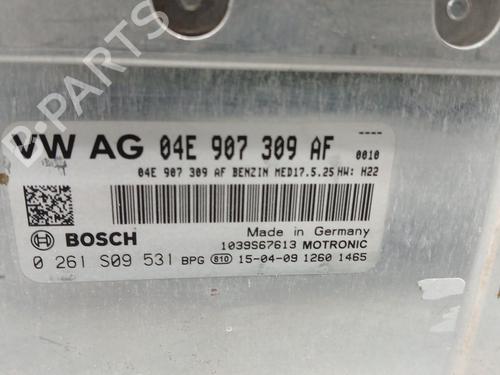 VW AG 04E 907 309 AF ---
0010
04E 907 309 AF BENZIN MED17.5.25 HW: H22
BOSCH
Made in Germany
1039S67613 MOTRONIC
0 261 S09 531 BPG 810 15-04-09 1260 1465